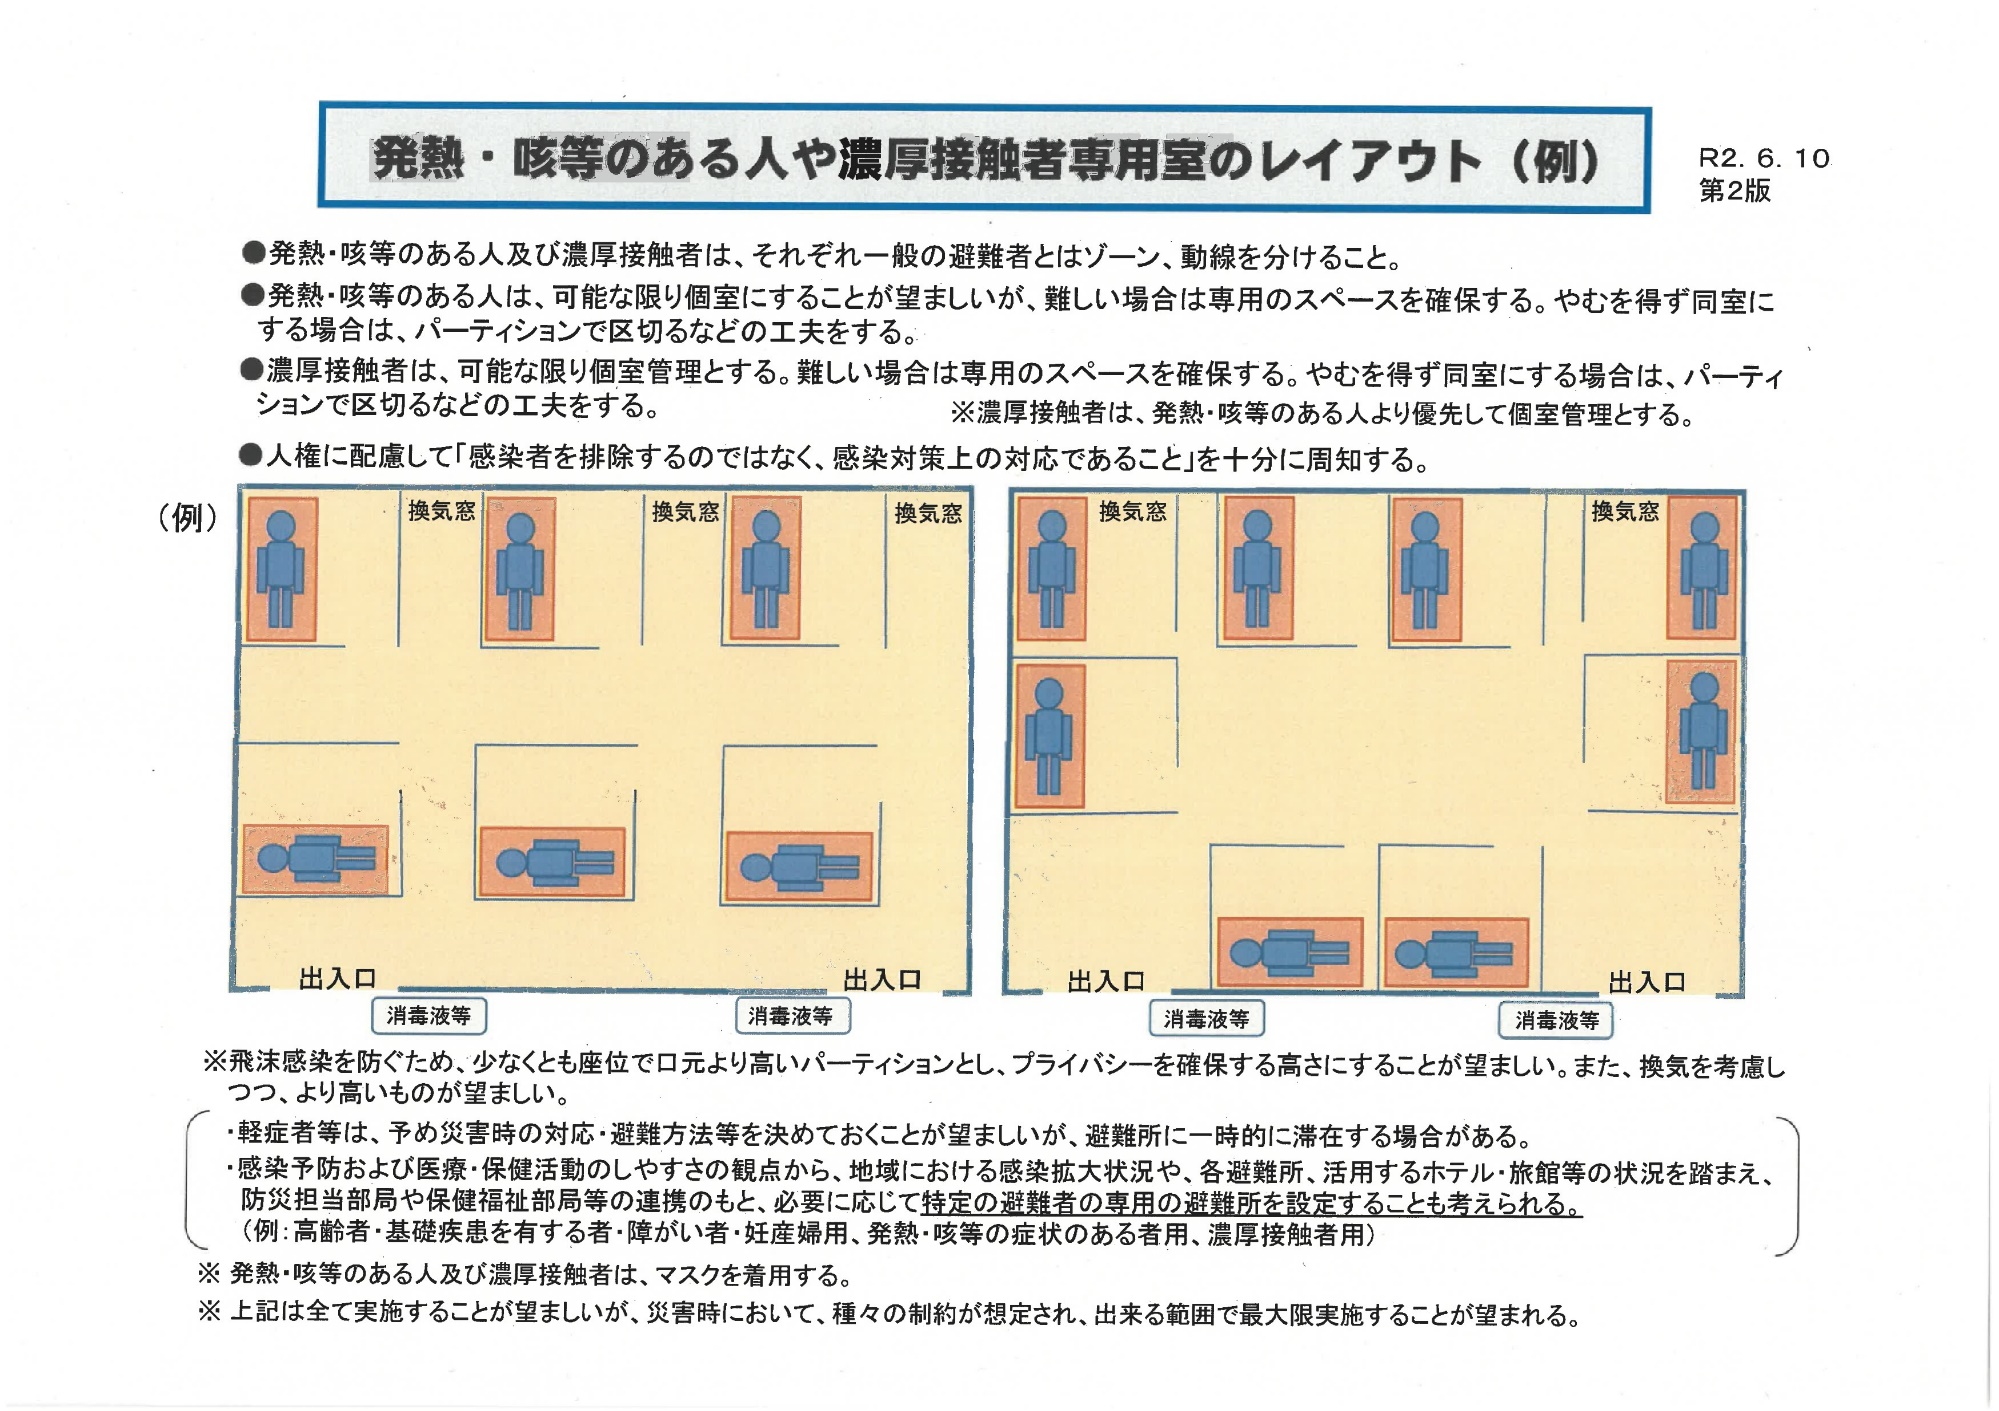 発熱・咳等のある人や濃厚接触者専用室のレイアウト（例）
R2. 6. 10
第2版
●発熱・咳等のある人及び濃厚接触者は、それぞれ一般の避難者とはゾーン、動線を分けること。
●発熱・咳等のある人は、可能な限り個室にすることが望ましいが、難しい場合は専用のスペースを確保する。やむを得ず同室に
する場合は、パーティションで区切るなどの工夫をする。
●濃厚接触者は、可能な限り個室管理とする。難しい場合は専用のスペースを確保する。やむを得ず同室にする場合は、パーティ
ションで区切るなどの工夫をする。
※濃厚接触者は、発熱・咳等のある人より優先して個室管理とする。
●人権に配慮して「感染者を排除するのではなく、感染対策上の対応であること」を十分に周知する。
（例）
換気窓
換気窓
換気窓
換気窓
換気窓
出入口
出入口
出入口
出入口
消毒液等
消毒液等
消毒液等
消毒液等
※飛沫感染を防ぐため、少なくとも座位で口元より高いパーティションとし、プライバシーを確保する高さにすることが望ましい。また、換気を考慮し
つつ、より高いものが望ましい。
・軽症者等は、予め災害時の対応・避難方法等を決めておくことが望ましいが、避難所に一時的に滞在する場合がある。
・感染予防および医療・保健活動のしやすさの観点から、地域における感染拡大状況や、各避難所、活用するホテル・旅館等の状況を踏まえ、
防災担当部局や保健福祉部局等の連携のもと、必要に応じて特定の避難者の専用の避難所を設定することも考えられる。
（例：高齢者・基礎疾患を有する者・障がい者・妊産婦用、発熱・咳等の症状のある者用、濃厚接触者用）
※ 発熱・咳等のある人及び濃厚接触者は、マスクを着用する。
※ 上記は全て実施することが望ましいが、災害時において、種々の制約が想定され、出来る範囲で最大限実施することが望まれる。